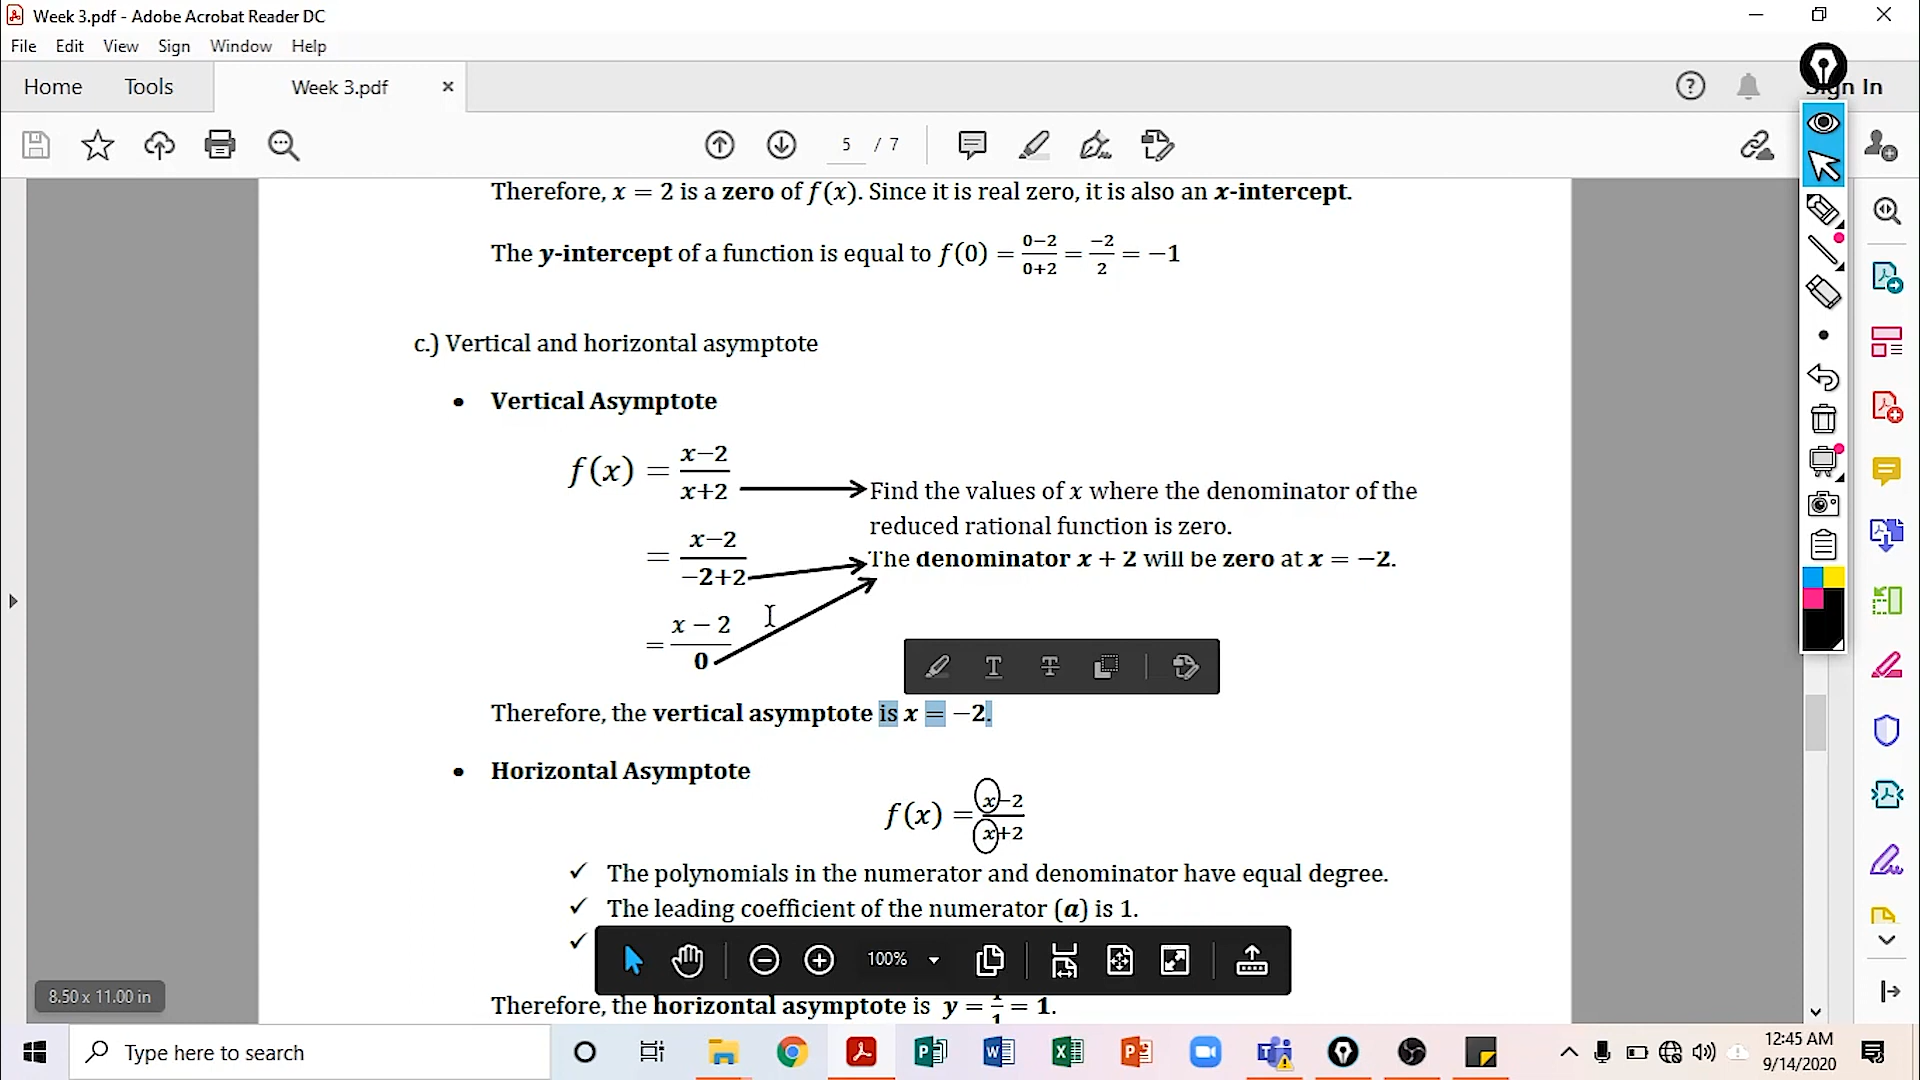 Week 3.pdf - Adobe Acrobat Reader DC
File Edit View Sign Window Help
Home Tools Week 3.pdf × Sign In
5 / 7
Therefore, x = 2 is a zero of f(x). Since it is real zero, it is also an x-intercept.
The y-intercept of a function is equal to f(0) = \frac{0−2}{0+2} = \frac{−2}{2} = −1
c.) Vertical and horizontal asymptote
• Vertical Asymptote
f(x) = \frac{x−2}{x+2}
Find the values of x where the denominator of the
reduced rational function is zero.
= \frac{x−2}{−2+2}
The denominator x + 2 will be zero at x = −2.
= \frac{x − 2}{0}
Therefore, the vertical asymptote is x = −2.
• Horizontal Asymptote
f(x) = \frac{x−2}{x+2}
✓ The polynomials in the numerator and denominator have equal degree.
✓ The leading coefficient of the numerator (a) is 1.
✓
100%
8.50 x 11.00 in
Therefore, the horizontal asymptote is y = \frac{1}{1} = 1.
Type here to search
12:45 AM
9/14/2020